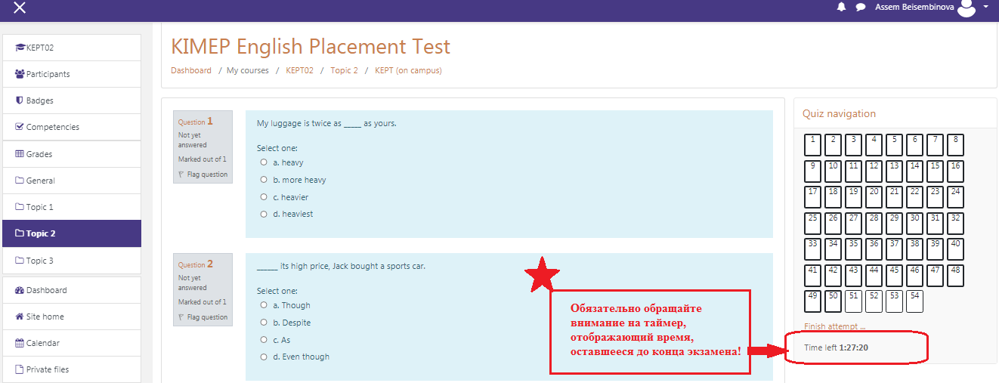 Assem Beisembinova
KEPT02
Participants
Badges
Competencies
Grades
General
Topic 1
Topic 2
Topic 3
Dashboard
Site home
Calendar
Private files
KIMEP English Placement Test
Dashboard / My courses / KEPT02 / Topic 2 / KEPT (on campus)
Question 1
Not yet
answered
Marked out of 1
Flag question
My luggage is twice as _____ as yours.
Select one:
a. heavy
b. more heavy
c. heavier
d. heaviest
Question 2
Not yet
answered
Marked out of 1
Flag question
______ its high price, Jack bought a sports car.
Select one:
a. Though
b. Despite
c. As
d. Even though
Обязательно обращайте
внимание на таймер,
отображающий время,
оставшееся до конца экзамена!
Quiz navigation
1 2 3 4 5 6 7 8
9 10 11 12 13 14 15 16
17 18 19 20 21 22 23 24
25 26 27 28 29 30 31 32
33 34 35 36 37 38 39 40
41 42 43 44 45 46 47 48
49 50 51 52 53 54
Finish attempt ...
Time left 1:27:20